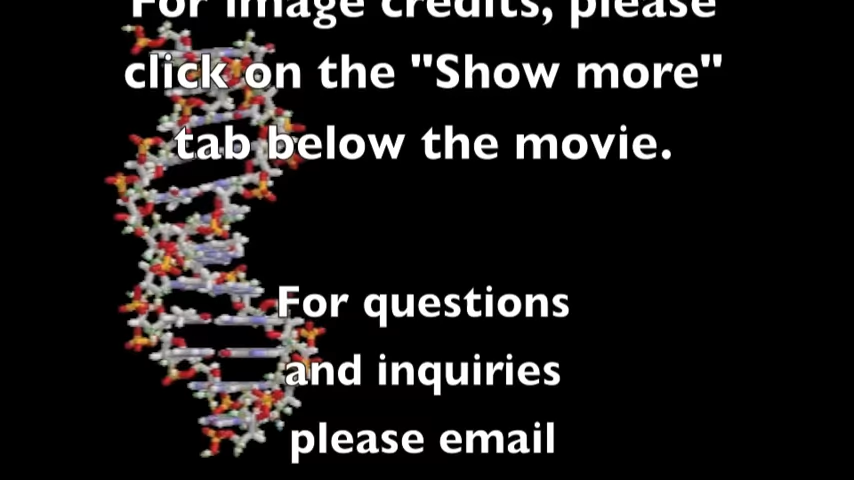 For image credits, please
click on the "Show more"
tab below the movie.
For questions
and inquiries
please email